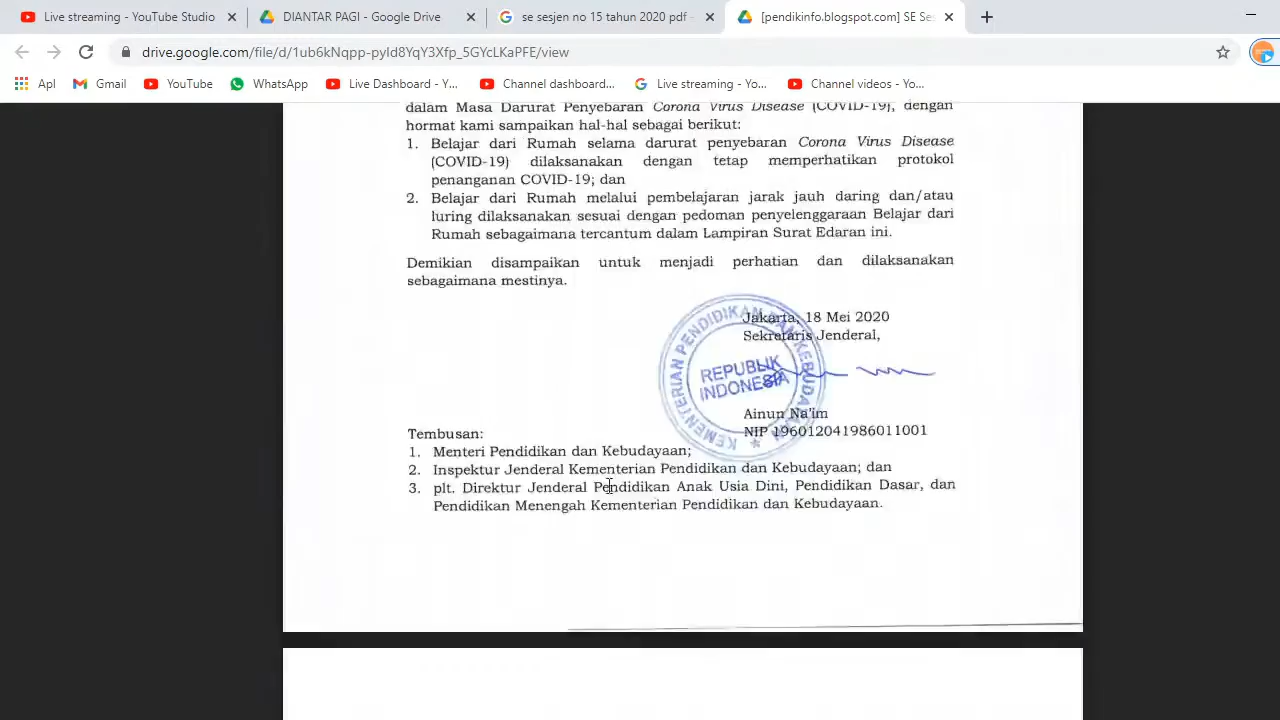 Live streaming - YouTube Studio
DIANTAR PAGI - Google Drive
se sesjen no 15 tahun 2020 pdf -
[pendikinfo.blogspot.com] SE Se
drive.google.com/file/d/1ub6kNqpp-pyld8YqY3Xfp_5GYcLKaPFE/view
Apl
Gmail
YouTube
WhatsApp
Live Dashboard - Y...
Channel dashboard...
Live streaming - Yo...
Channel videos - Yo...
dalam Masa Darurat Penyebaran Corona Virus Disease (COVID-19), dengan
hormat kami sampaikan hal-hal sebagai berikut:
1. Belajar dari Rumah selama darurat penyebaran Corona Virus Disease
(COVID-19) dilaksanakan dengan tetap memperhatikan protokol
penanganan COVID-19; dan
2. Belajar dari Rumah melalui pembelajaran jarak jauh daring dan/atau
luring dilaksanakan sesuai dengan pedoman penyelenggaraan Belajar dari
Rumah sebagaimana tercantum dalam Lampiran Surat Edaran ini.
Demikian disampaikan untuk menjadi perhatian dan dilaksanakan
sebagaimana mestinya.
Jakarta, 18 Mei 2020
Sekretaris Jenderal,
KEMENTERIAN PENDIDIKAN DAN KEBUDAYAAN
REPUBLIK
INDONESIA
Ainun Na'im
NIP 196012041986011001
Tembusan:
1. Menteri Pendidikan dan Kebudayaan;
2. Inspektur Jenderal Kementerian Pendidikan dan Kebudayaan; dan
3. plt. Direktur Jenderal Pendidikan Anak Usia Dini, Pendidikan Dasar, dan
Pendidikan Menengah Kementerian Pendidikan dan Kebudayaan.